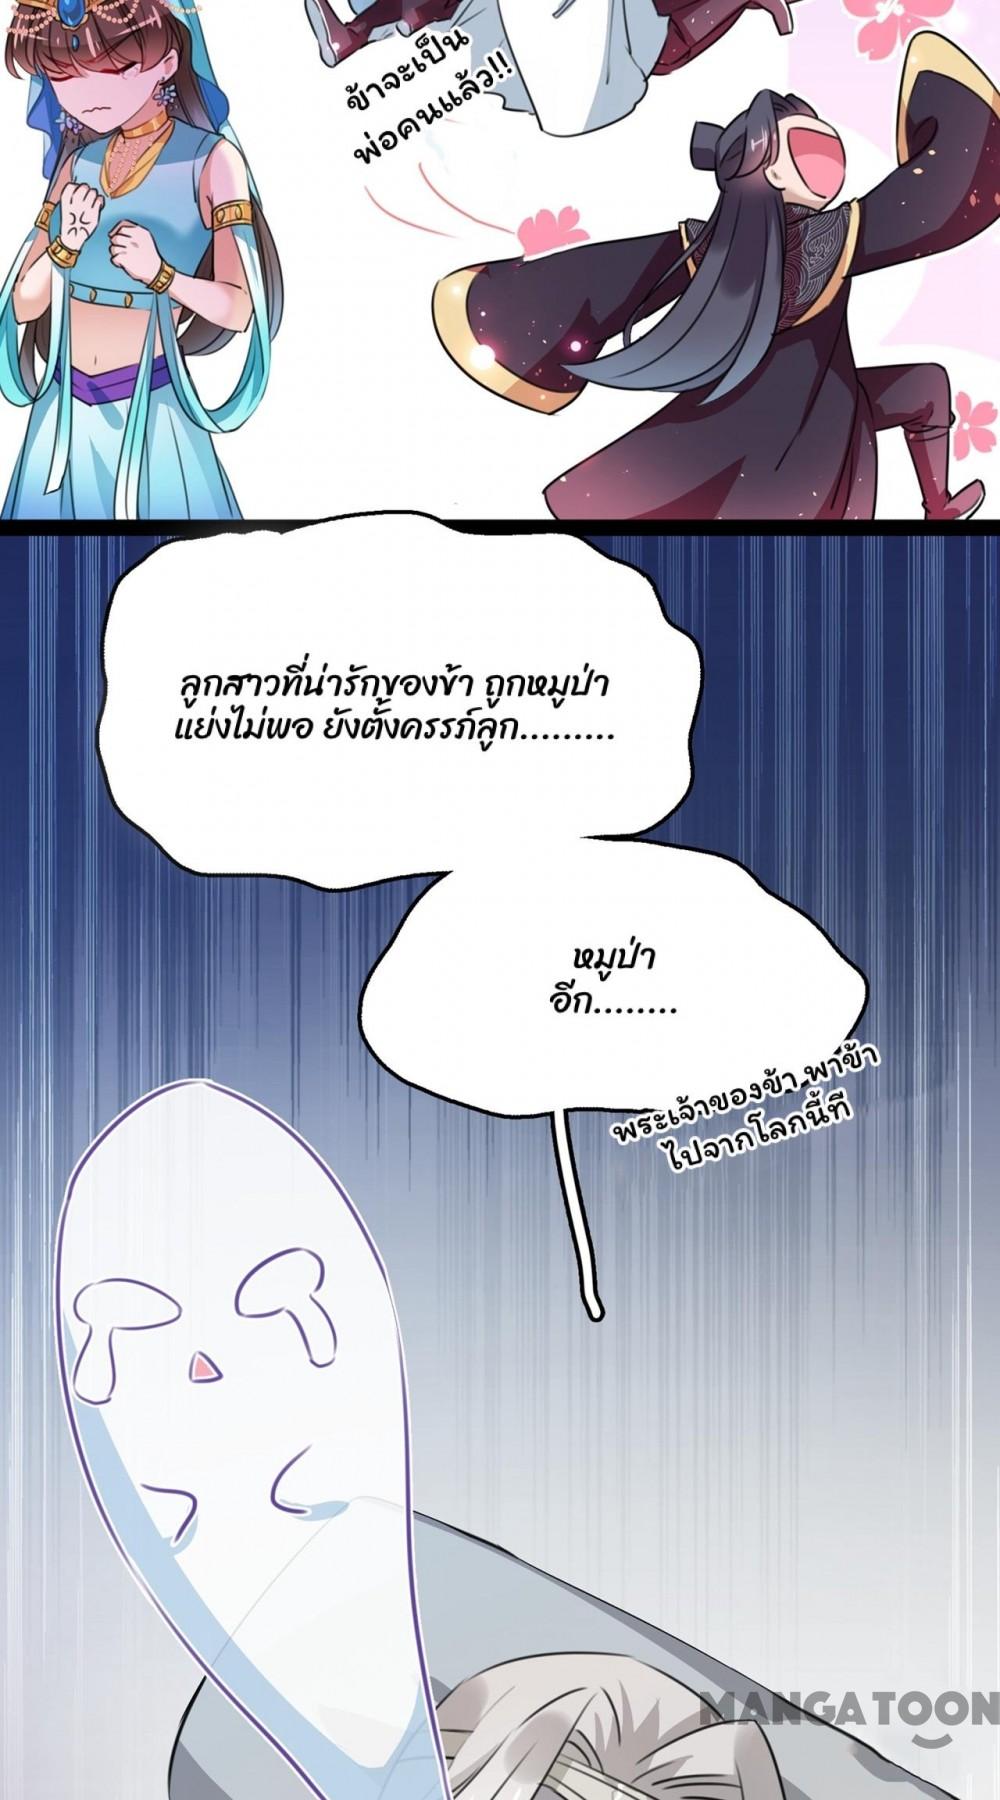 ข้าจะเป็น
พ่อคนแล้ว!!
ลูกสาวที่น่ารักของข้า ถูกหมูป่า
แย่งไม่พอ ยังตั้งครรภ์ลูก.........
หมูป่า
อีก........
พระเจ้าของข้า พาข้า
ไปจากโลกนี้ที
MANGATOON